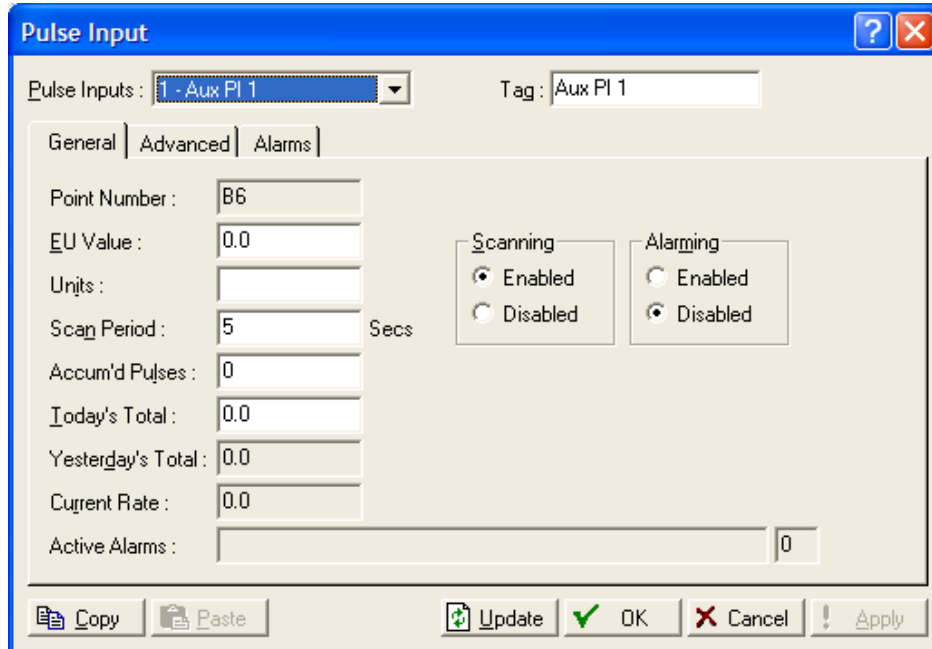 Pulse Input
Pulse Inputs : 1 - Aux PI 1 Tag : Aux PI 1
General Advanced Alarms
Point Number : B6
EU Value : 0.0 Scanning Alarming
Units : Enabled Enabled
Scan Period : 5 Secs Disabled Disabled
Accum'd Pulses : 0
Today's Total : 0.0
Yesterday's Total : 0.0
Current Rate : 0.0
Active Alarms : 0
Copy Paste Update OK Cancel Apply